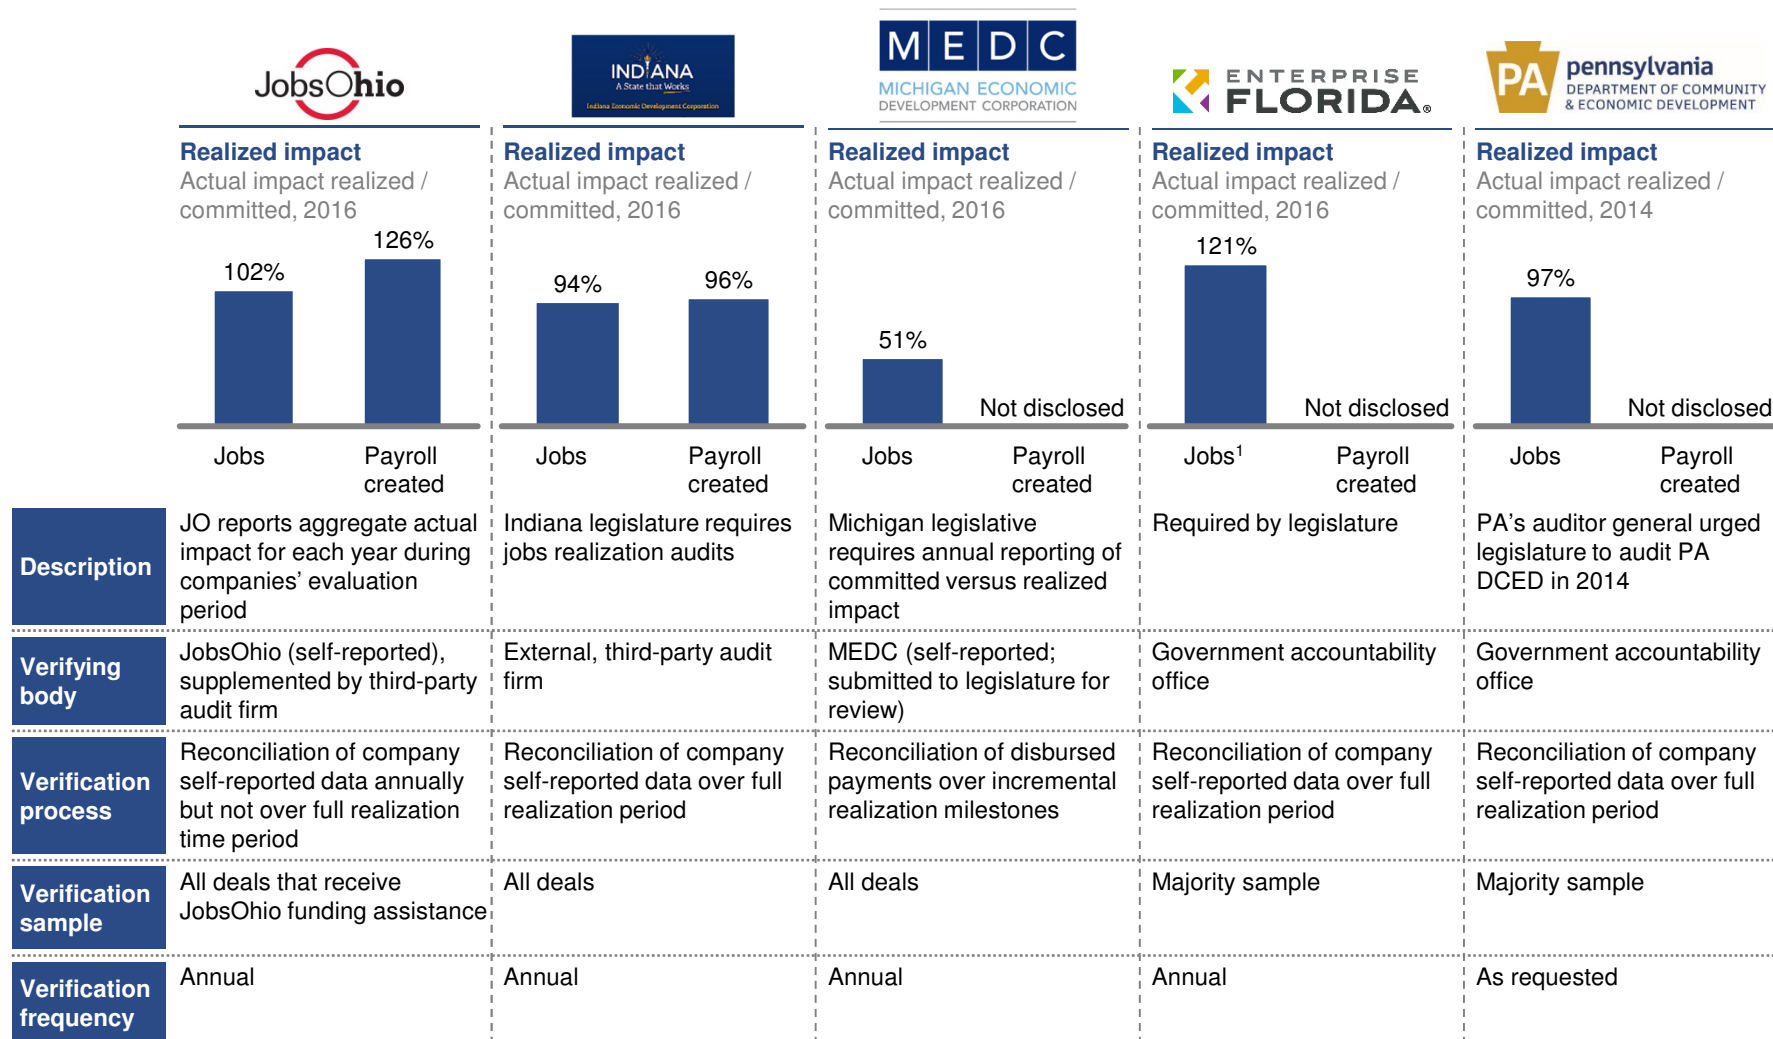 JobsOhio
INDIANA
A State that Works
Indiana Economic Development Corporation
MEDC
MICHIGAN ECONOMIC
DEVELOPMENT CORPORATION
ENTERPRISE
FLORIDA®
PA
pennsylvania
DEPARTMENT OF COMMUNITY
& ECONOMIC DEVELOPMENT
Realized impact
Actual impact realized /
committed, 2016
102%
126%
Jobs
Payroll
created
Realized impact
Actual impact realized /
committed, 2016
94%
96%
Jobs
Payroll
created
Realized impact
Actual impact realized /
committed, 2016
51%
Not disclosed
Jobs
Payroll
created
Realized impact
Actual impact realized /
committed, 2016
121%
Not disclosed
Jobs¹
Payroll
created
Realized impact
Actual impact realized /
committed, 2014
97%
Not disclosed
Jobs
Payroll
created
Description
JO reports aggregate actual
impact for each year during
companies’ evaluation
period
Indiana legislature requires
jobs realization audits
Michigan legislative
requires annual reporting of
committed versus realized
impact
Required by legislature
PA’s auditor general urged
legislature to audit PA
DCED in 2014
Verifying
body
JobsOhio (self-reported),
supplemented by third-party
audit firm
External, third-party audit
firm
MEDC (self-reported;
submitted to legislature for
review)
Government accountability
office
Government accountability
office
Verification
process
Reconciliation of company
self-reported data annually
but not over full realization
time period
Reconciliation of company
self-reported data over full
realization period
Reconciliation of disbursed
payments over incremental
realization milestones
Reconciliation of company
self-reported data over full
realization period
Reconciliation of company
self-reported data over full
realization period
Verification
sample
All deals that receive
JobsOhio funding assistance
All deals
All deals
Majority sample
Majority sample
Verification
frequency
Annual
Annual
Annual
Annual
As requested